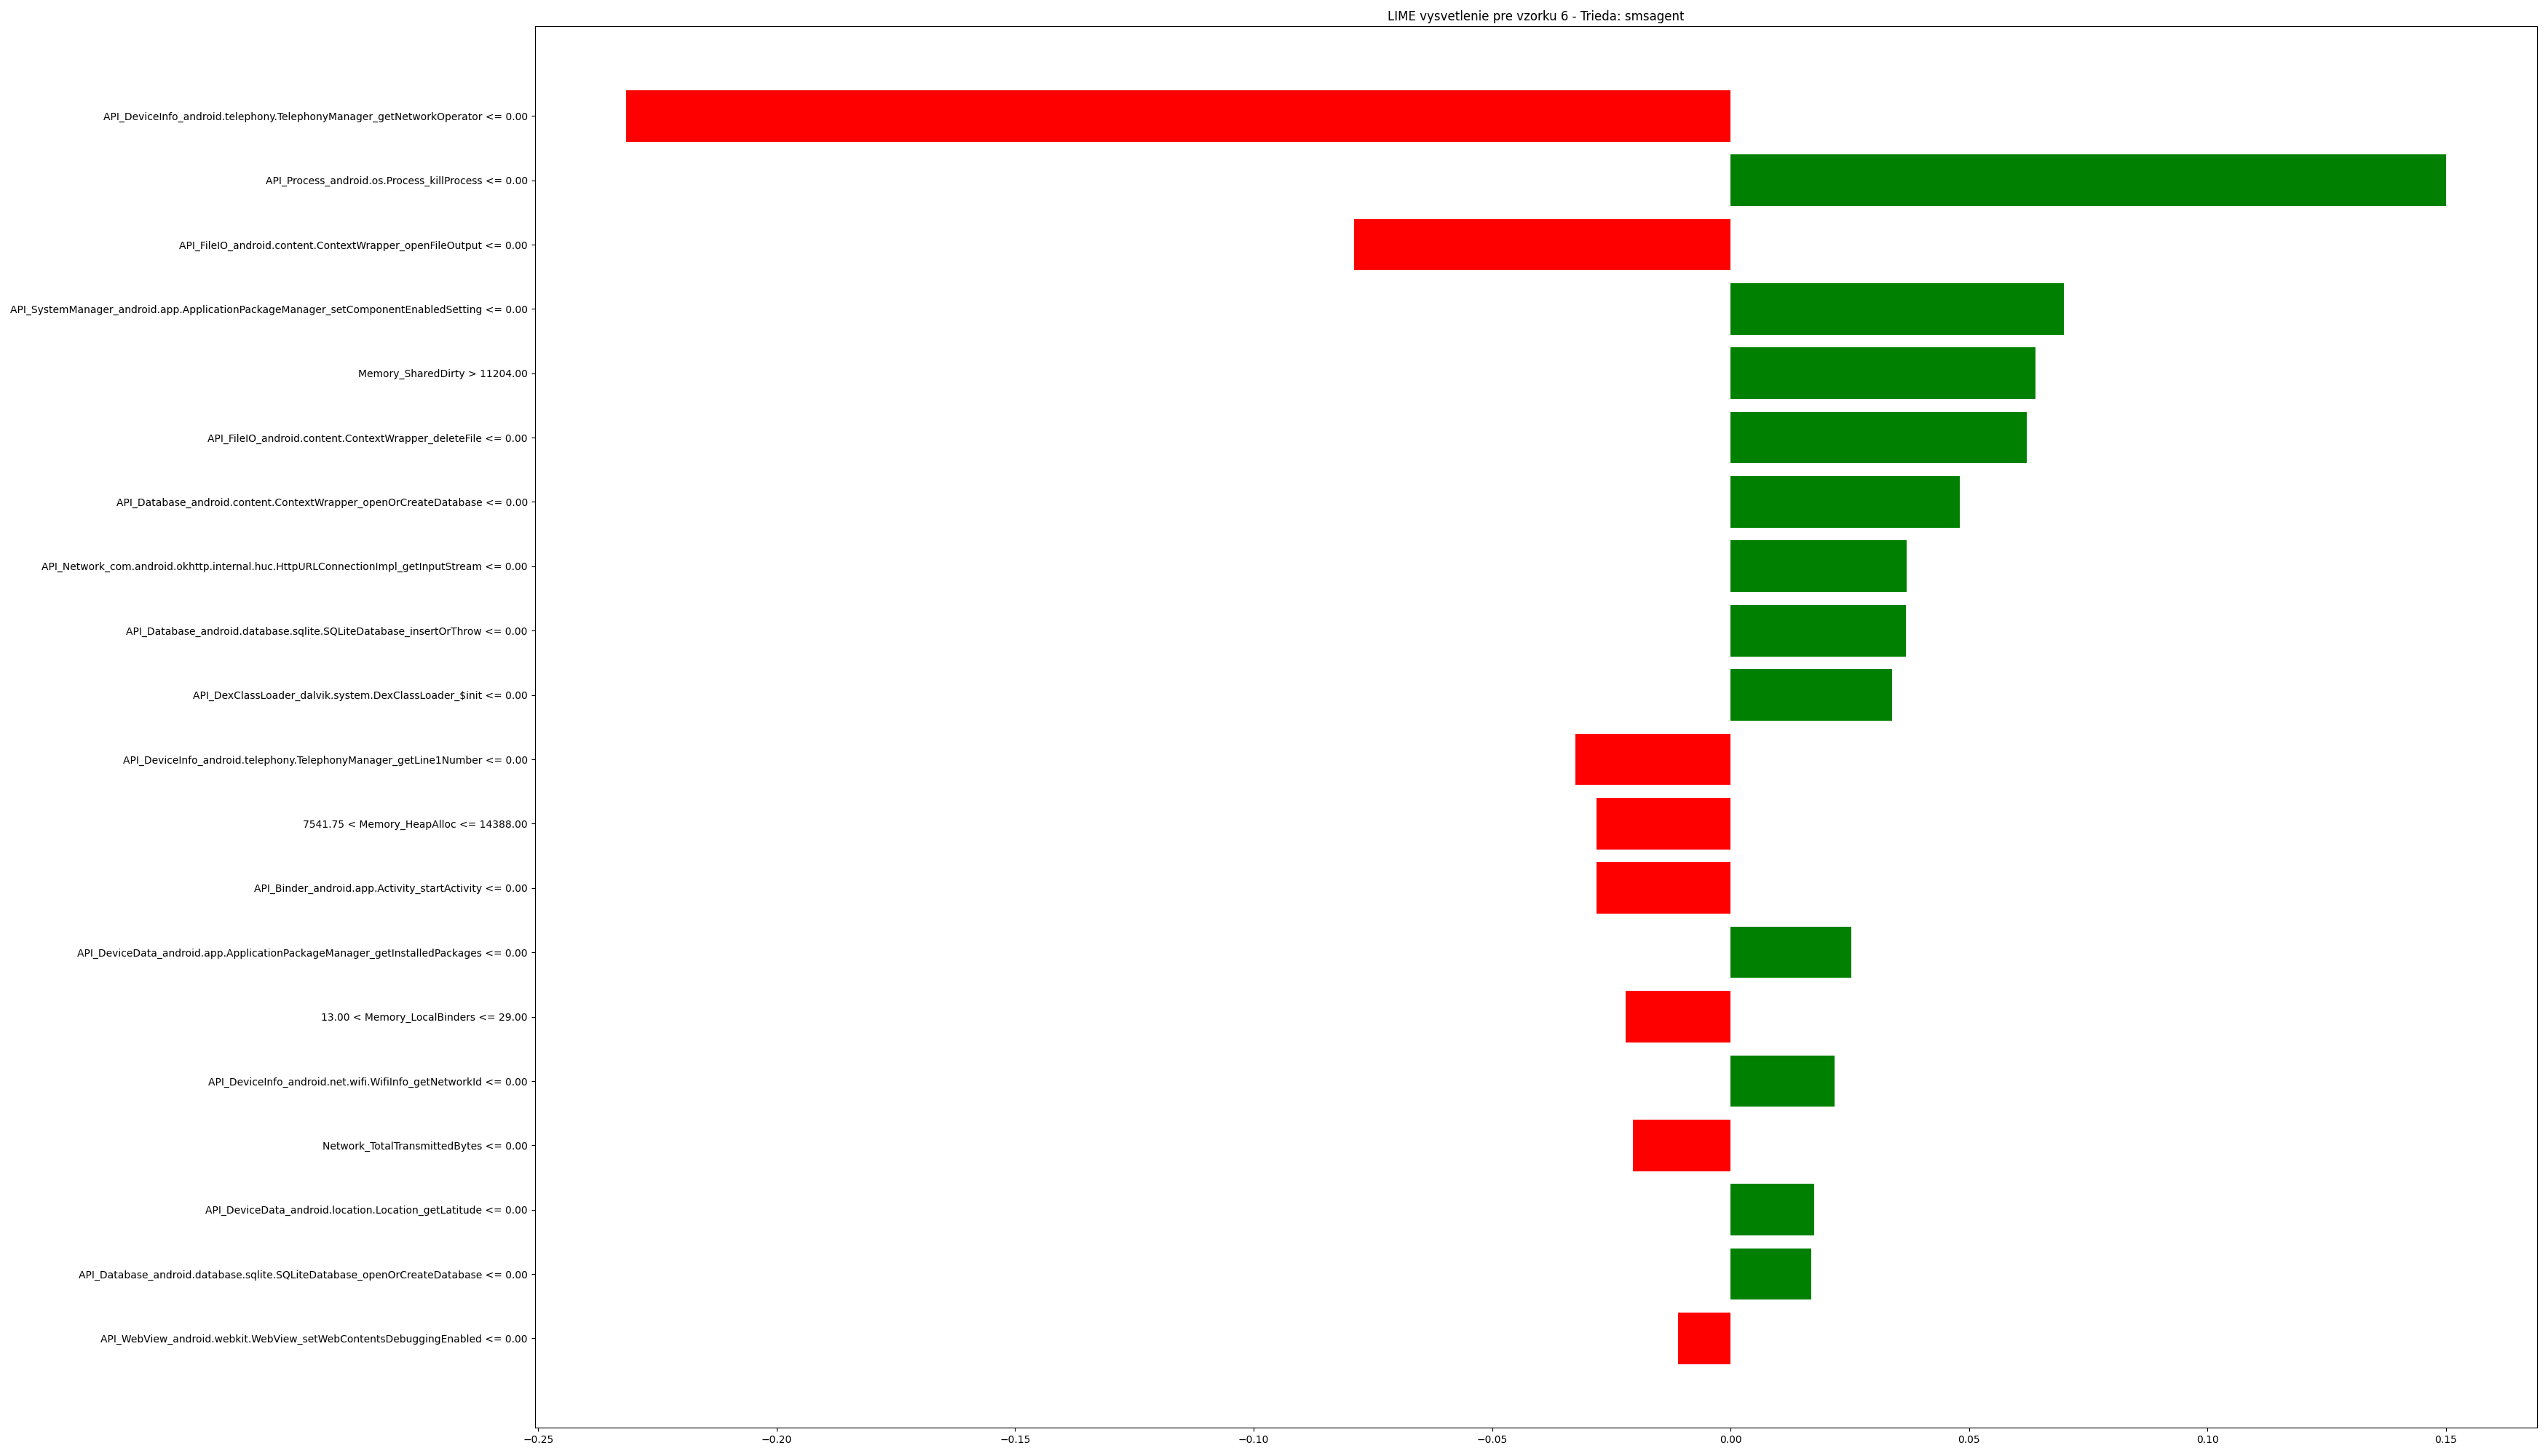 LIME vysvetlenie pre vzorku 6 - Trieda: smsagent
API_DeviceInfo_android.telephony.TelephonyManager_getNetworkOperator <= 0.00
API_Process_android.os.Process_killProcess <= 0.00
API_FileIO_android.content.ContextWrapper_openFileOutput <= 0.00
API_SystemManager_android.app.ApplicationPackageManager_setComponentEnabledSetting <= 0.00
Memory_SharedDirty > 11204.00
API_FileIO_android.content.ContextWrapper_deleteFile <= 0.00
API_Database_android.content.ContextWrapper_openOrCreateDatabase <= 0.00
API_Network_com.android.okhttp.internal.huc.HttpURLConnectionImpl_getInputStream <= 0.00
API_Database_android.database.sqlite.SQLiteDatabase_insertOrThrow <= 0.00
API_DexClassLoader_dalvik.system.DexClassLoader_$init <= 0.00
API_DeviceInfo_android.telephony.TelephonyManager_getLine1Number <= 0.00
7541.75 < Memory_HeapAlloc <= 14388.00
API_Binder_android.app.Activity_startActivity <= 0.00
API_DeviceData_android.app.ApplicationPackageManager_getInstalledPackages <= 0.00
13.00 < Memory_LocalBinders <= 29.00
API_DeviceInfo_android.net.wifi.WifiInfo_getNetworkId <= 0.00
Network_TotalTransmittedBytes <= 0.00
API_DeviceData_android.location.Location_getLatitude <= 0.00
API_Database_android.database.sqlite.SQLiteDatabase_openOrCreateDatabase <= 0.00
API_WebView_android.webkit.WebView_setWebContentsDebuggingEnabled <= 0.00
−0.25 −0.20 −0.15 −0.10 −0.05 0.00 0.05 0.10 0.15